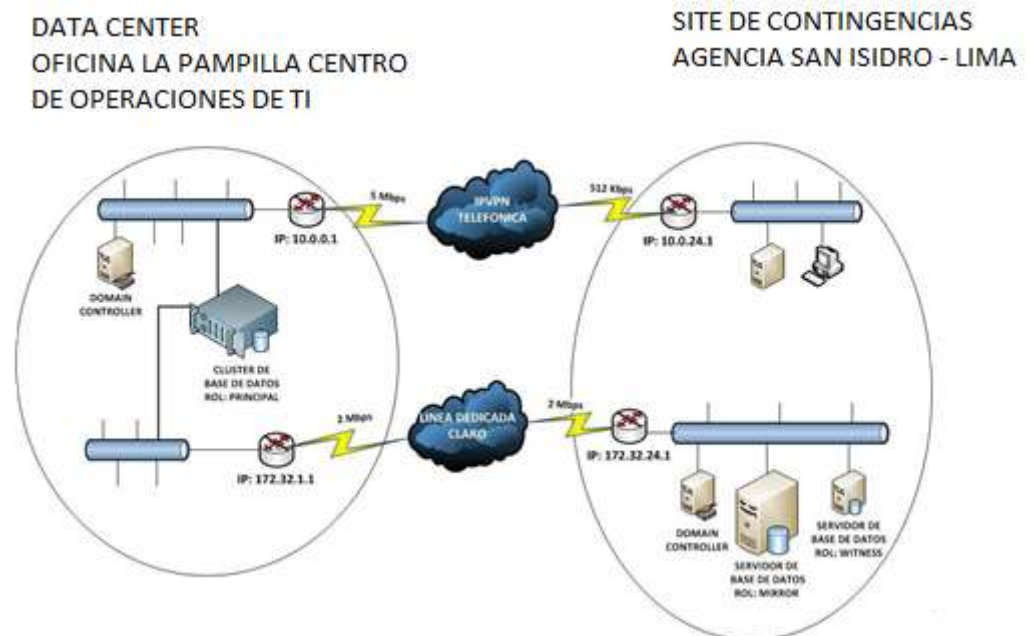 DATA CENTER
OFICINA LA PAMPILLA CENTRO
DE OPERACIONES DE TI
SITE DE CONTINGENCIAS
AGENCIA SAN ISIDRO - LIMA
5 Mbps
IPVPN
TELEFONICA
512 Kbps
IP: 10.0.0.1
IP: 10.0.24.1
DOMAIN
CONTROLLER
CLUSTER DE
BASE DE DATOS
ROL: PRINCIPAL
Mbps
LINEA DEDICADA
CLARO
2 Mbps
IP: 172.32.1.1
IP: 172.32.24.1
DOMAIN
CONTROLLER
SERVIDOR DE
BASE DE DATOS
ROL: MIRROR
SERVIDOR DE
BASE DE DATOS
ROL: WITNESS